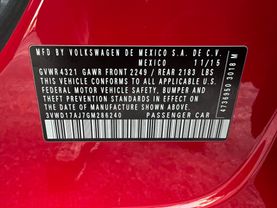 BY VOLKSWAGEN DE MEXICO S.A. DE C.V.
MEXICO 11/15
GVWR 4321 GAWR FRONT 2249 / REAR 2183 LBS
THIS VEHICLE CONFORMS TO ALL APPLICABLE U.S.
FEDERAL MOTOR VEHICLE SAFETY, BUMPER, AND
THEFT PREVENTION STANDARDS IN EFFECT ON THE
DATE OF MANUFACTURE SHOWN ABOVE.
3VWD17AJ7GM286240 PASSENGER CAR
4736950 3018 M